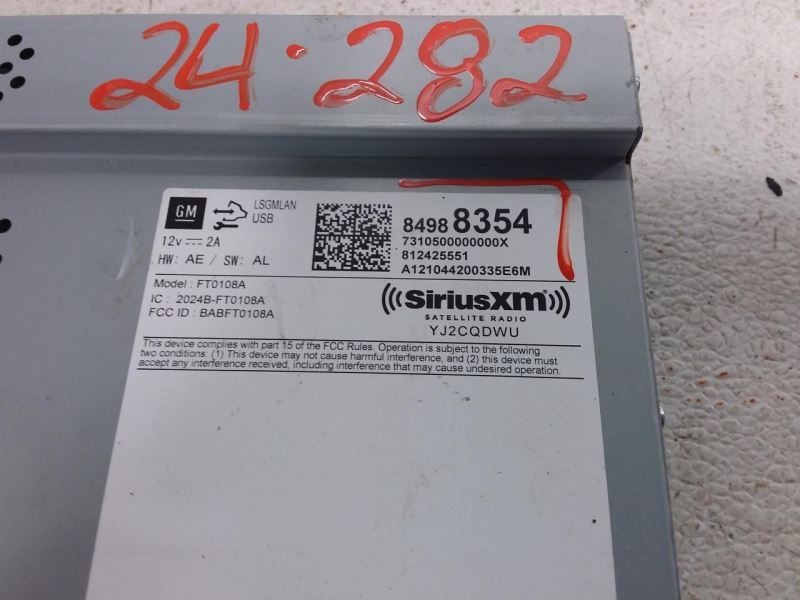 24·282
GM
LSGMLAN
USB
12v 2A
HW: AE / SW: AL
8498 8354
7310500000000X
812425551
A121044200335E6M
Model : FT0108A
IC : 2024B-FT0108A
FCC ID : BABFT0108A
((((SiriusXM))))
SATELLITE RADIO
YJ2CQDWU
This device complies with part 15 of the FCC Rules. Operation is subject to the following
two conditions: (1) This device may not cause harmful interference, and (2) this device must
accept any interference received, including interference that may cause undesired operation.